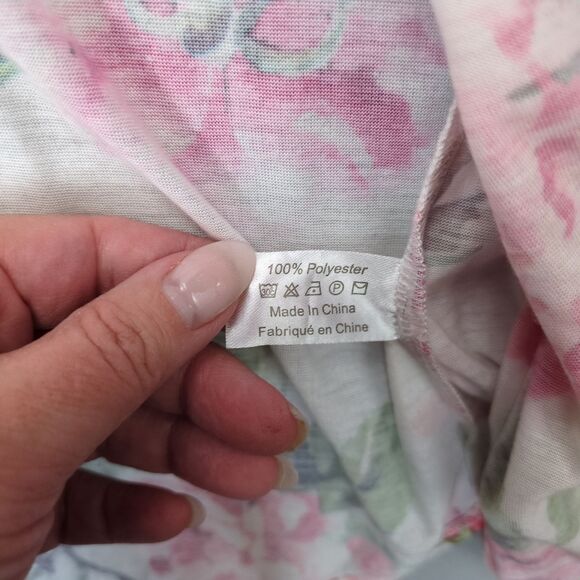 100% Polyester
Made In China
Fabriqué en Chine